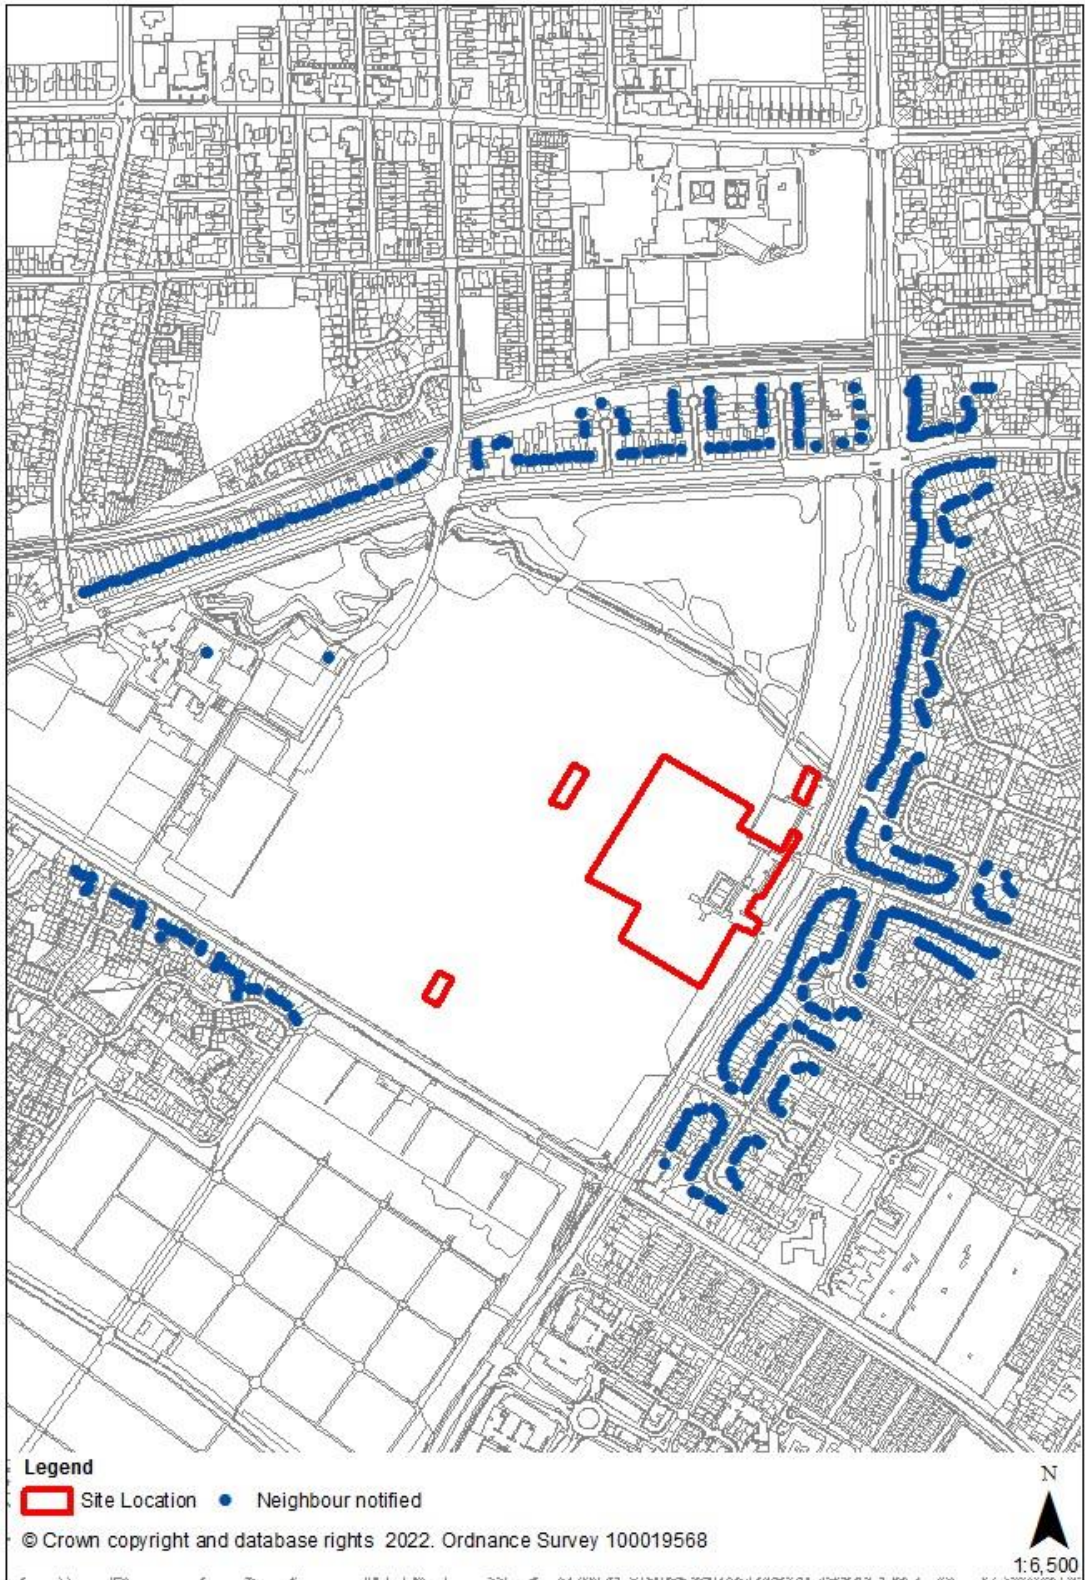 Legend
Site Location Neighbour notified
© Crown copyright and database rights 2022. Ordnance Survey 100019568
N
1:6,500